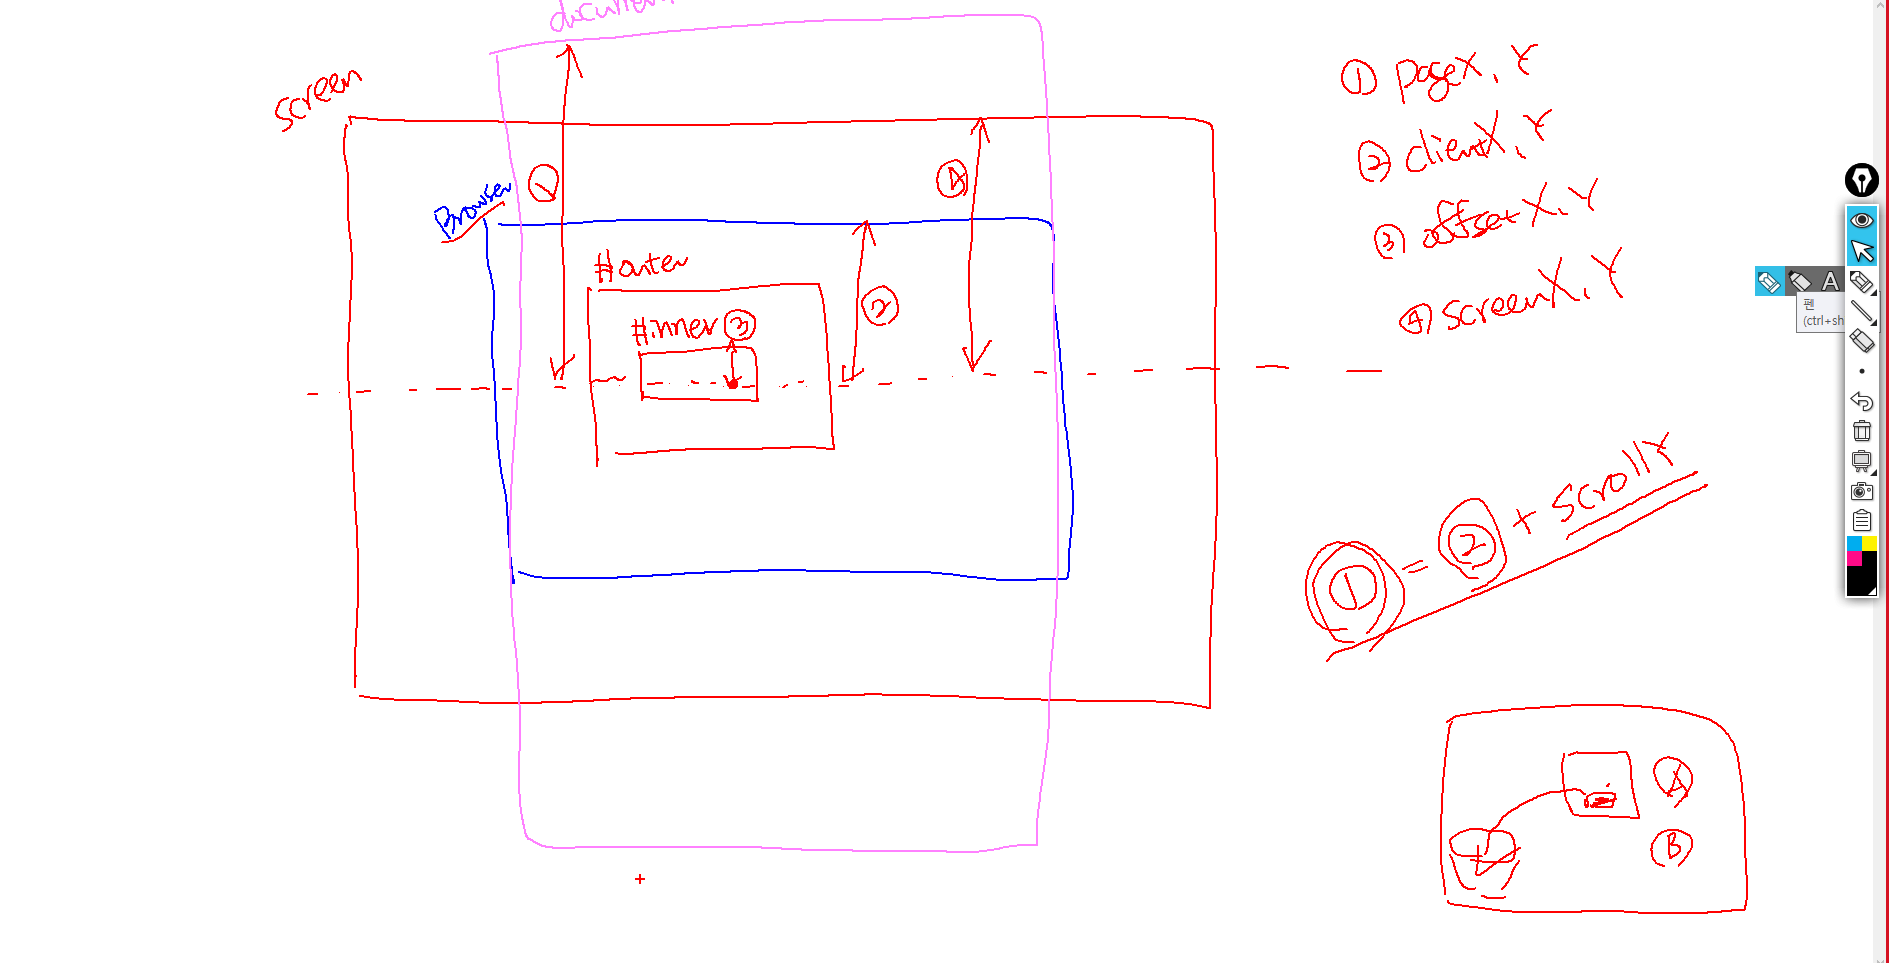 document
screen
① pageX, Y
② clientX, Y
③ offsetX, Y
④ screenX, Y
Browser
①
④
#outer
②
#inner ③
① = ② + scrollY
Ⓐ
Ⓑ
A
펜
(ctrl+sh